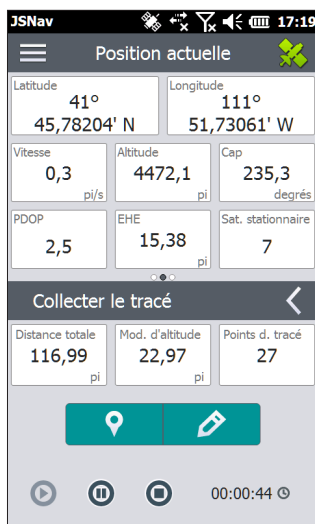 JSNav 17:19
Position actuelle
Latitude
41°
45,78204' N
Longitude
111°
51,73061' W
Vitesse
0,3
pi/s
Altitude
4472,1
pi
Cap
235,3
degrés
PDOP
2,5
EHE
15,38
pi
Sat. stationnaire
7
Collecter le tracé
Distance totale
116,99
pi
Mod. d'altitude
22,97
pi
Points d. tracé
27
00:00:44